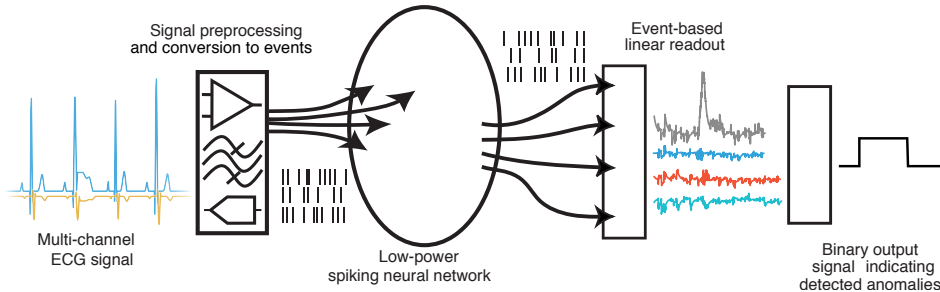 Signal preprocessing
and conversion to events
Multi-channel
ECG signal
Low-power
spiking neural network
Event-based
linear readout
Binary output
signal indicating
detected anomalies